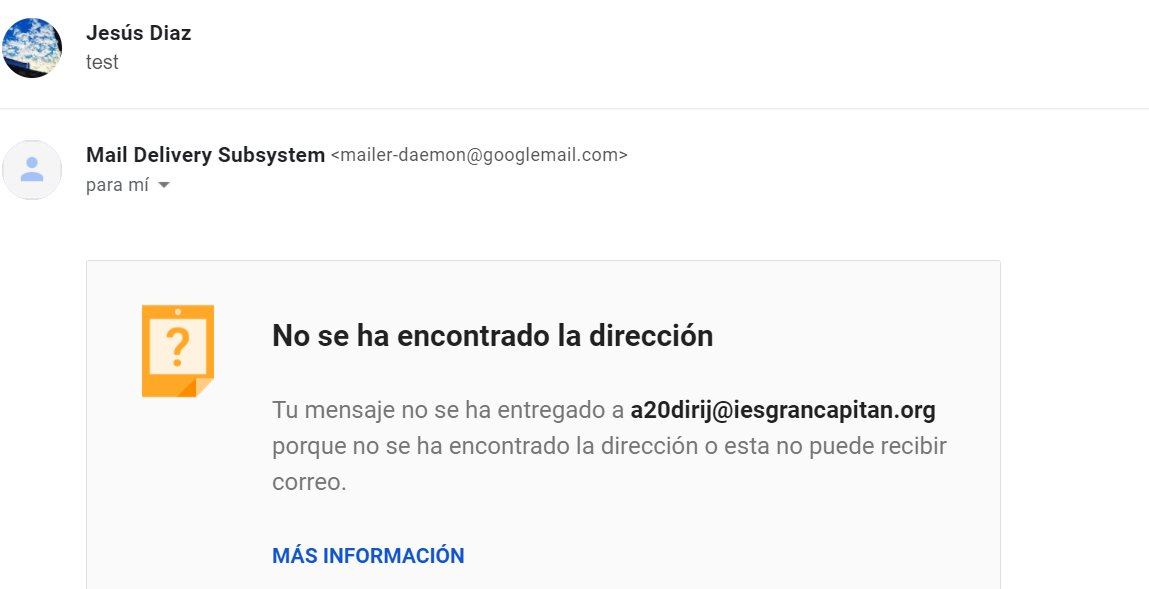 Jesús Diaz
test
Mail Delivery Subsystem <mailer-daemon@googlemail.com>
para mí
?
No se ha encontrado la dirección
Tu mensaje no se ha entregado a a20dirij@iesgrancapitan.org
porque no se ha encontrado la dirección o esta no puede recibir
correo.
MÁS INFORMACIÓN